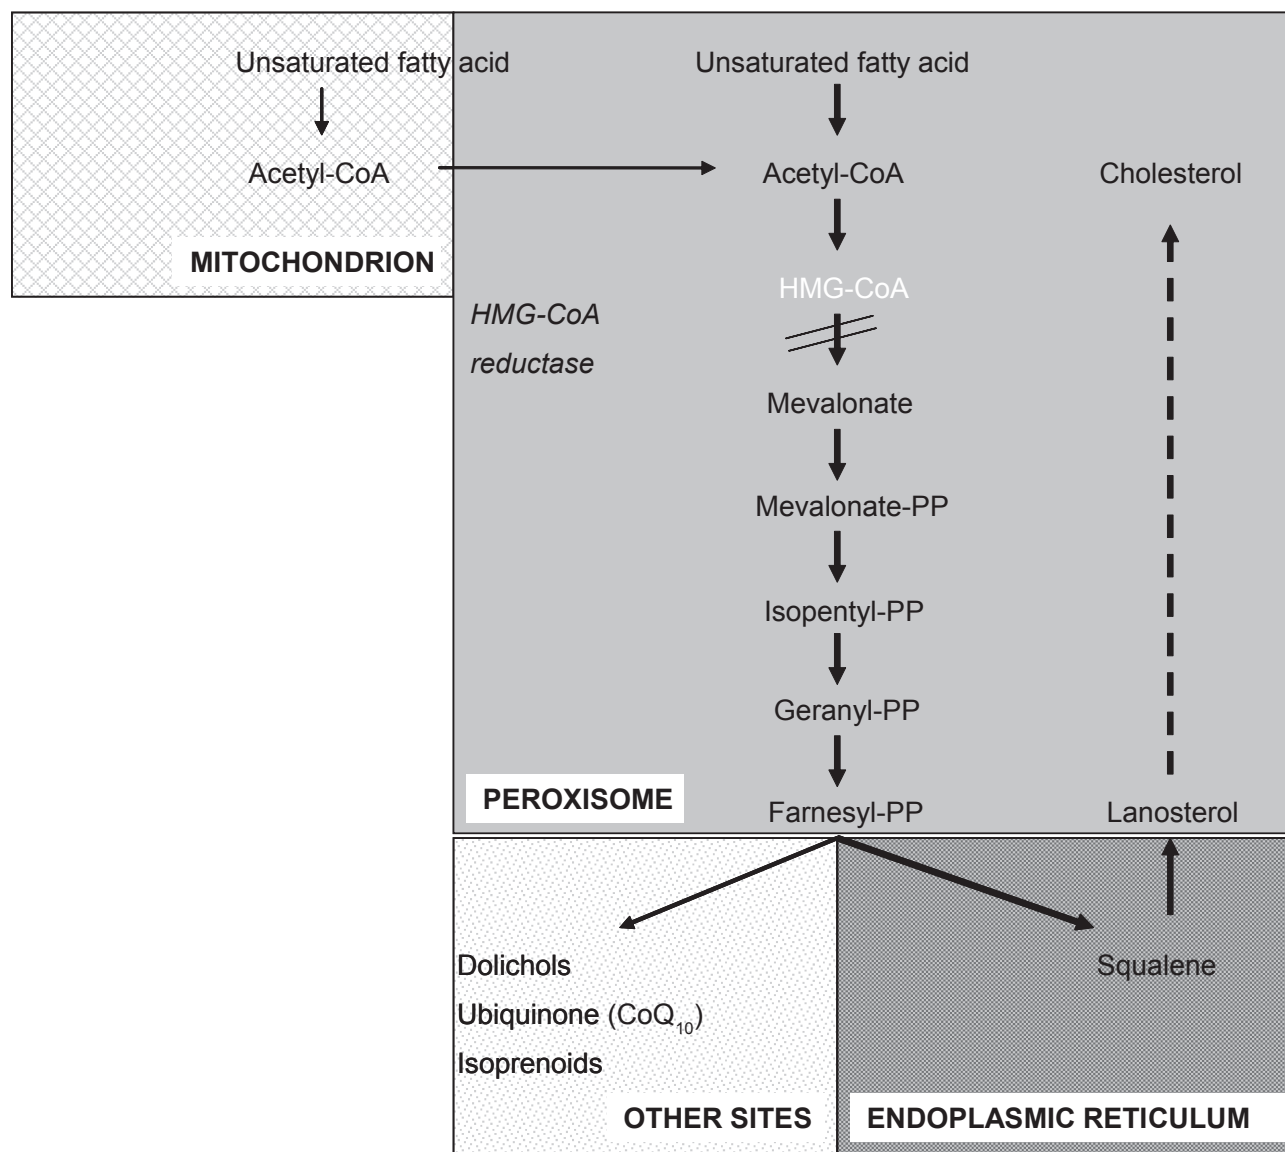 Unsaturated fatty acid
Unsaturated fatty acid
Acetyl-CoA
Acetyl-CoA
Cholesterol
MITOCHONDRION
HMG-CoA
HMG-CoA
reductase
Mevalonate
Mevalonate-PP
Isopentyl-PP
Geranyl-PP
PEROXISOME
Farnesyl-PP
Lanosterol
Dolichols
Squalene
Ubiquinone (CoQ₁₀)
Isoprenoids
OTHER SITES
ENDOPLASMIC RETICULUM